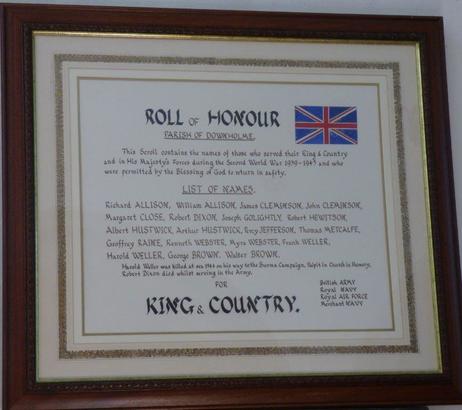 ROLL OF HONOUR
PARISH OF DOWNHOLME.
This Scroll contains the names of those who served their King & Country
and in His Majesty's Forces during the Second World War 1939-1945 and who
were permitted by the Blessing of God to return in safety.
LIST OF NAMES.
Richard ALLISON, William ALLISON, James CLEMINSON, John CLEMINSON,
Margaret CLOSE, Robert DIXON, Joseph GOLIGHTLY, Robert HEWITSON,
Albert HUSTWICK, Arthur HUSTWICK, Percy JEFFERSON, Thomas METCALFE,
Geoffrey RAINE, Kenneth WEBSTER, Myra WEBSTER, Frank WELLER,
Harold WELLER, George BROWN, Walter BROWN.
Harold Weller was killed at sea 1944 on his way to the Burma Campaign, Pulpit in Church in Memory,
Robert Dixon died whilst serving in the Army.
FOR
KING & COUNTRY.
British ARMY
Royal NAVY
Royal AIR FORCE
Merchant NAVY